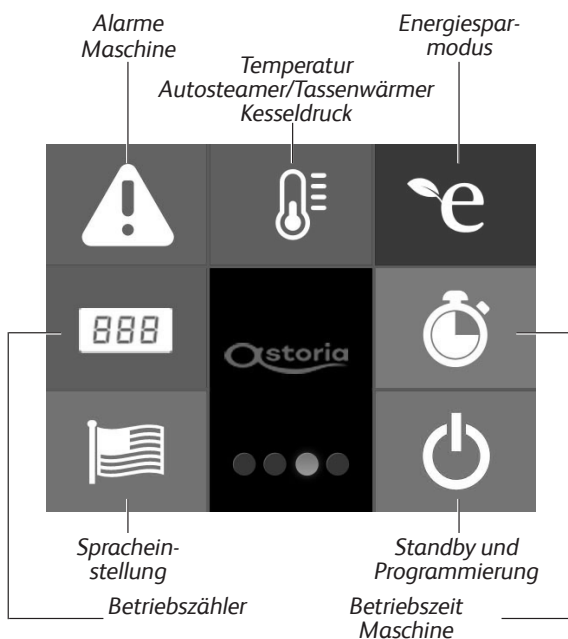 Alarme
Maschine
Temperatur
Autosteamer/Tassenwärmer
Kesseldruck
Energiespar-
modus
e
888
astoria
Sprachein-
stellung
Standby und
Programmierung
Betriebszähler
Betriebszeit
Maschine